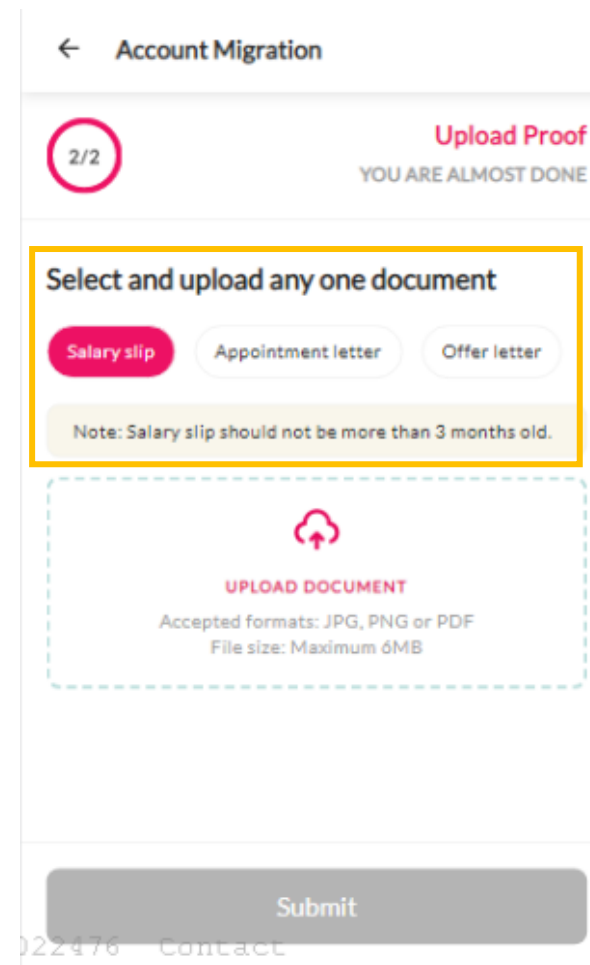 ← Account Migration
2/2
Upload Proof
YOU ARE ALMOST DONE
Select and upload any one document
Salary slip Appointment letter Offer letter
Note: Salary slip should not be more than 3 months old.
UPLOAD DOCUMENT
Accepted formats: JPG, PNG or PDF
File size: Maximum 6MB
Submit
022476 Contact